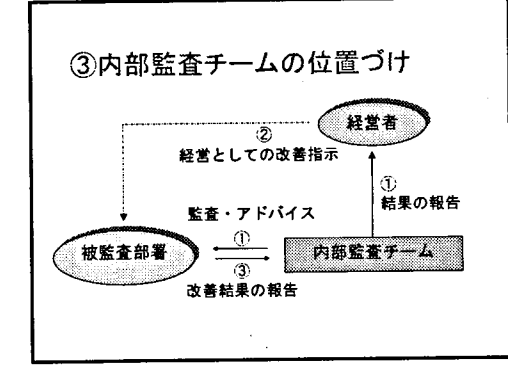 ③内部監査チームの位置づけ
経営者
②
経営としての改善指示
①
結果の報告
監査・アドバイス
①
被監査部署
内部監査チーム
③
改善結果の報告